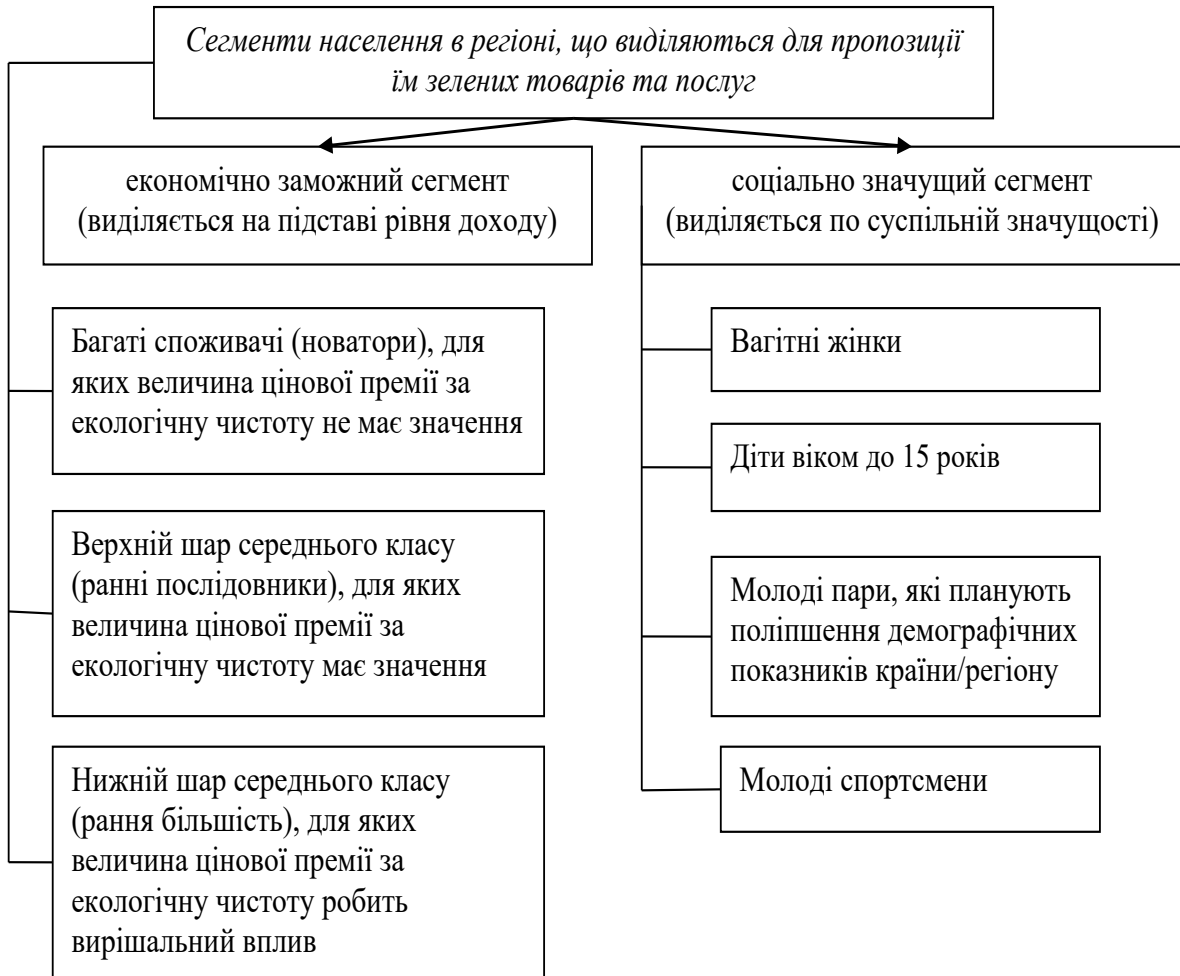 Сегменти населення в регіоні, що виділяються для пропозиції
їм зелених товарів та послуг
економічно заможний сегмент
(виділяється на підставі рівня доходу)
Багаті споживачі (новатори), для
яких величина цінової премії за
екологічну чистоту не має значення
Верхній шар середнього класу
(ранні послідовники), для яких
величина цінової премії за
екологічну чистоту має значення
Нижній шар середнього класу
(рання більшість), для яких
величина цінової премії за
екологічну чистоту робить
вирішальний вплив
соціально значущий сегмент
(виділяється по суспільній значущості)
Вагітні жінки
Діти віком до 15 років
Молоді пари, які планують
поліпшення демографічних
показників країни/регіону
Молоді спортсмени